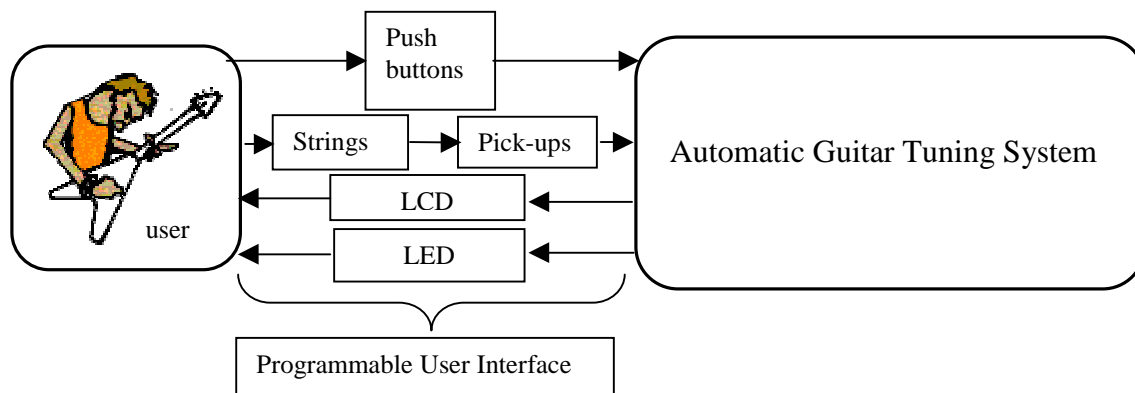 Push
buttons
Strings
Pick-ups
Automatic Guitar Tuning System
LCD
user
LED
Programmable User Interface